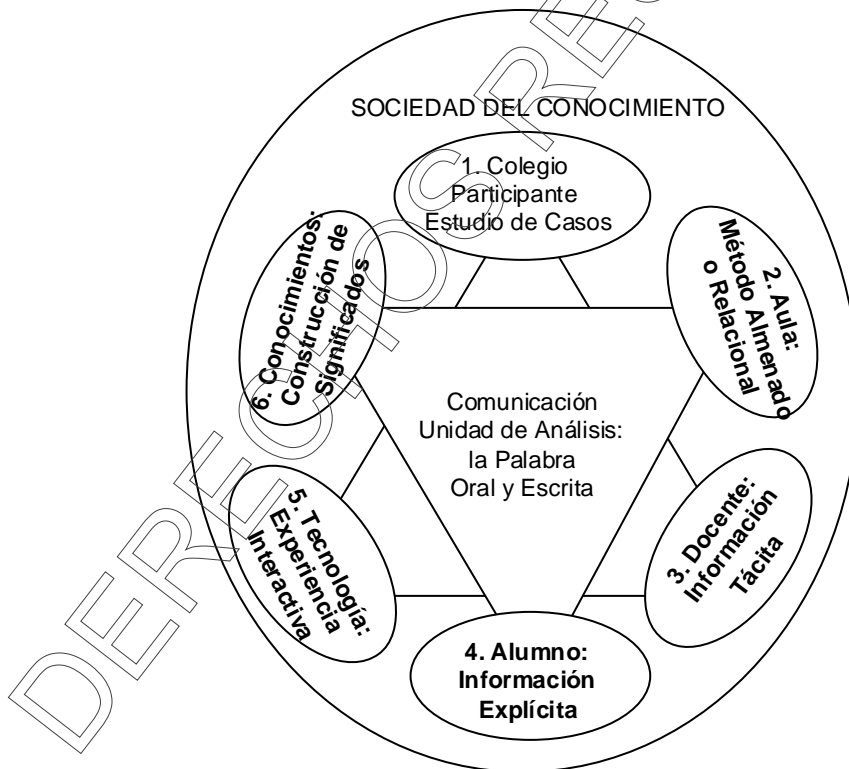 SOCIEDAD DEL CONOCIMIENTO
1. Colegio
Participante
Estudio de Casos
2. Aula:
Método Almenado
o Relacional
Comunicación
Unidad de Análisis:
la Palabra
Oral y Escrita
3. Docente:
Información
Tácita
4. Alumno:
Información
Explícita
5. Tecnología:
Experiencia
Interactiva
6. Conocimientos:
Construcción de
Significados
DERECHOS RES